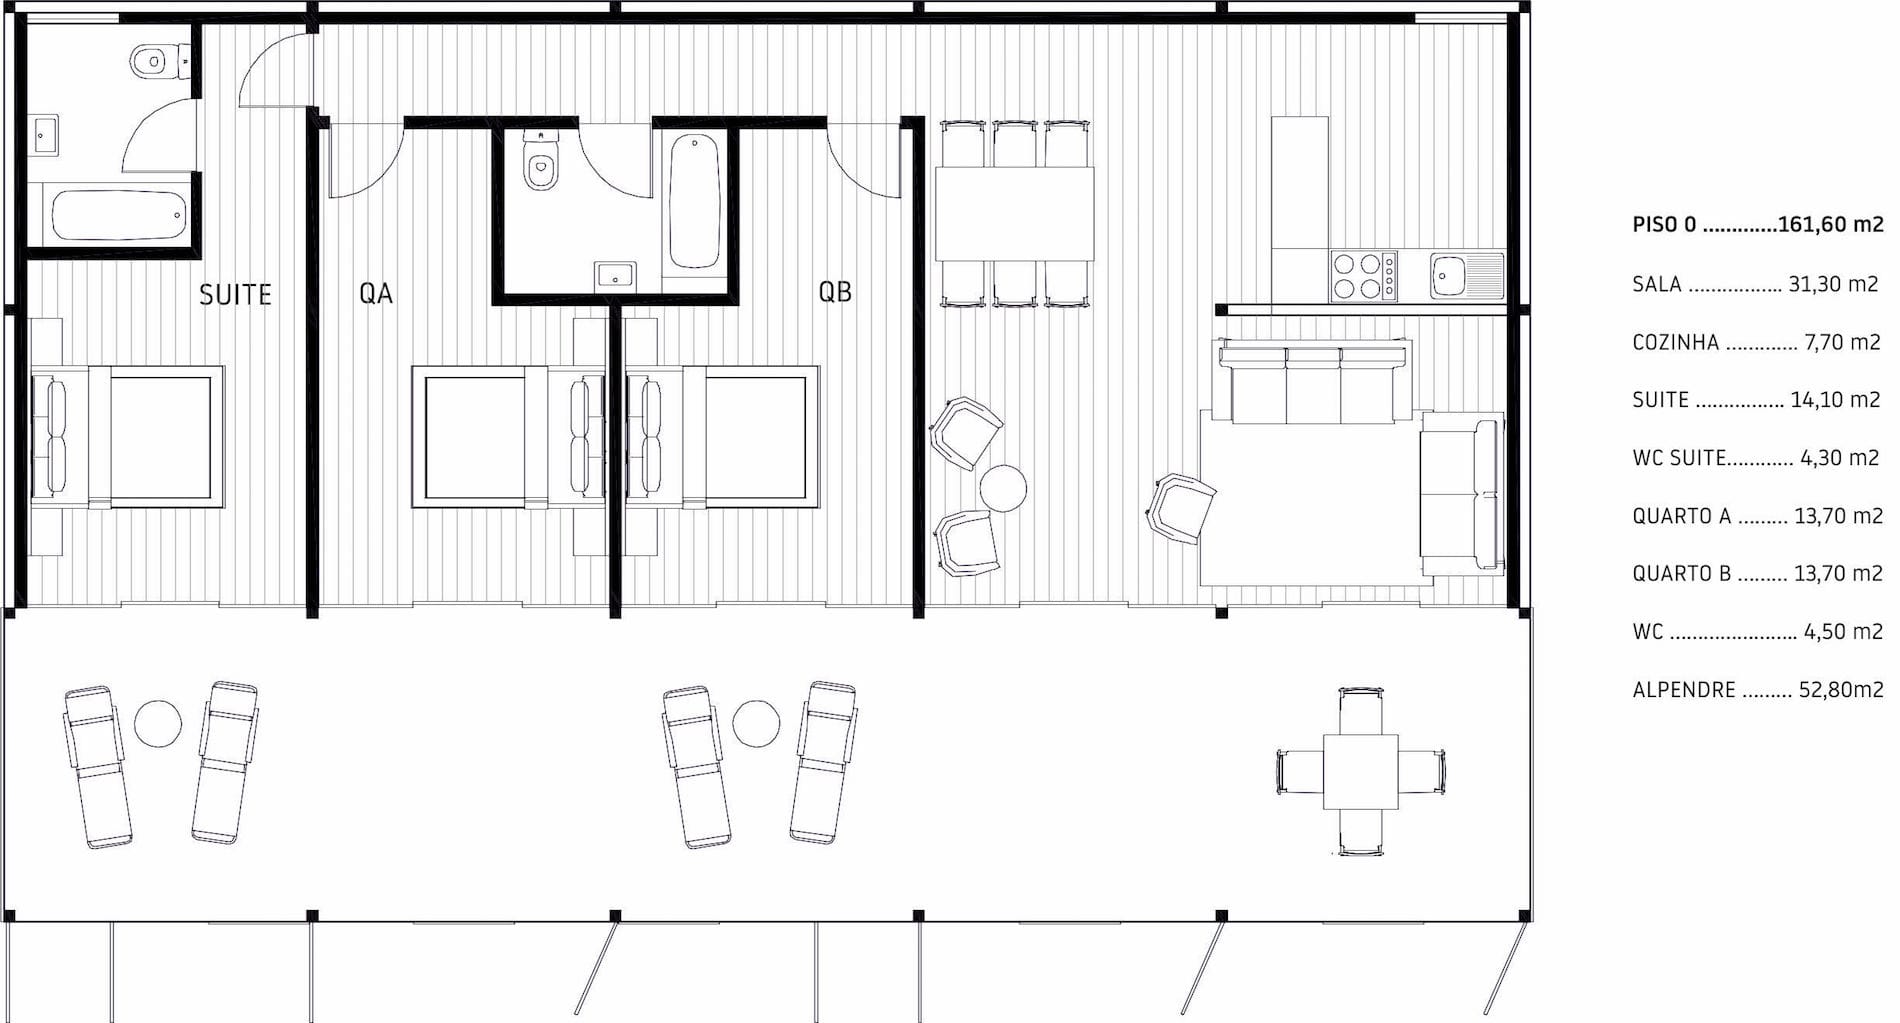 SUITE
QA
QB
PISO 0 .............161,60 m2
SALA ................. 31,30 m2
COZINHA ............. 7,70 m2
SUITE ................ 14,10 m2
WC SUITE............ 4,30 m2
QUARTO A ......... 13,70 m2
QUARTO B ......... 13,70 m2
WC ....................... 4,50 m2
ALPENDRE ......... 52,80m2